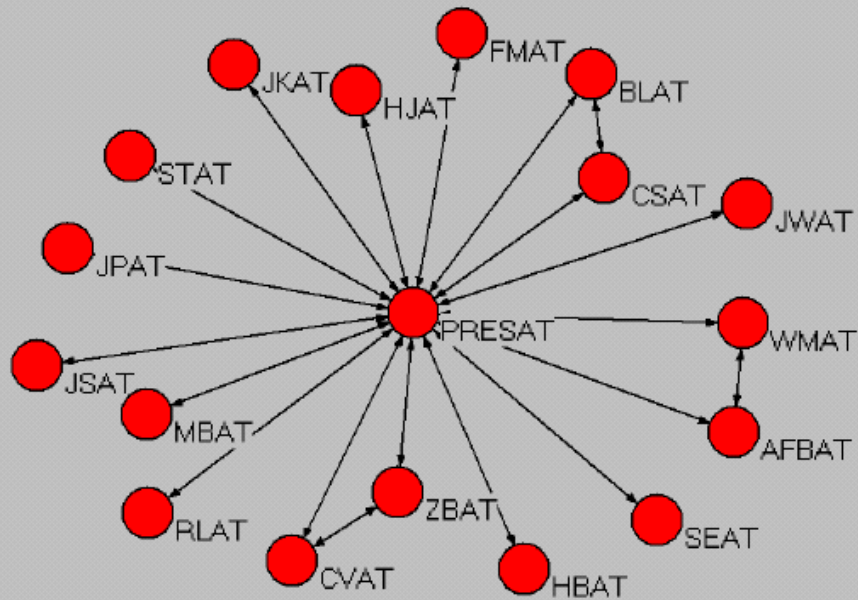 FMAT
JKAT
BLAT
HJAT
STAT
CSAT
JWAT
JPAT
PRESAT
WMAT
JSAT
MBAT
AFBAT
RLAT
ZBAT
SEAT
CVAT
HBAT